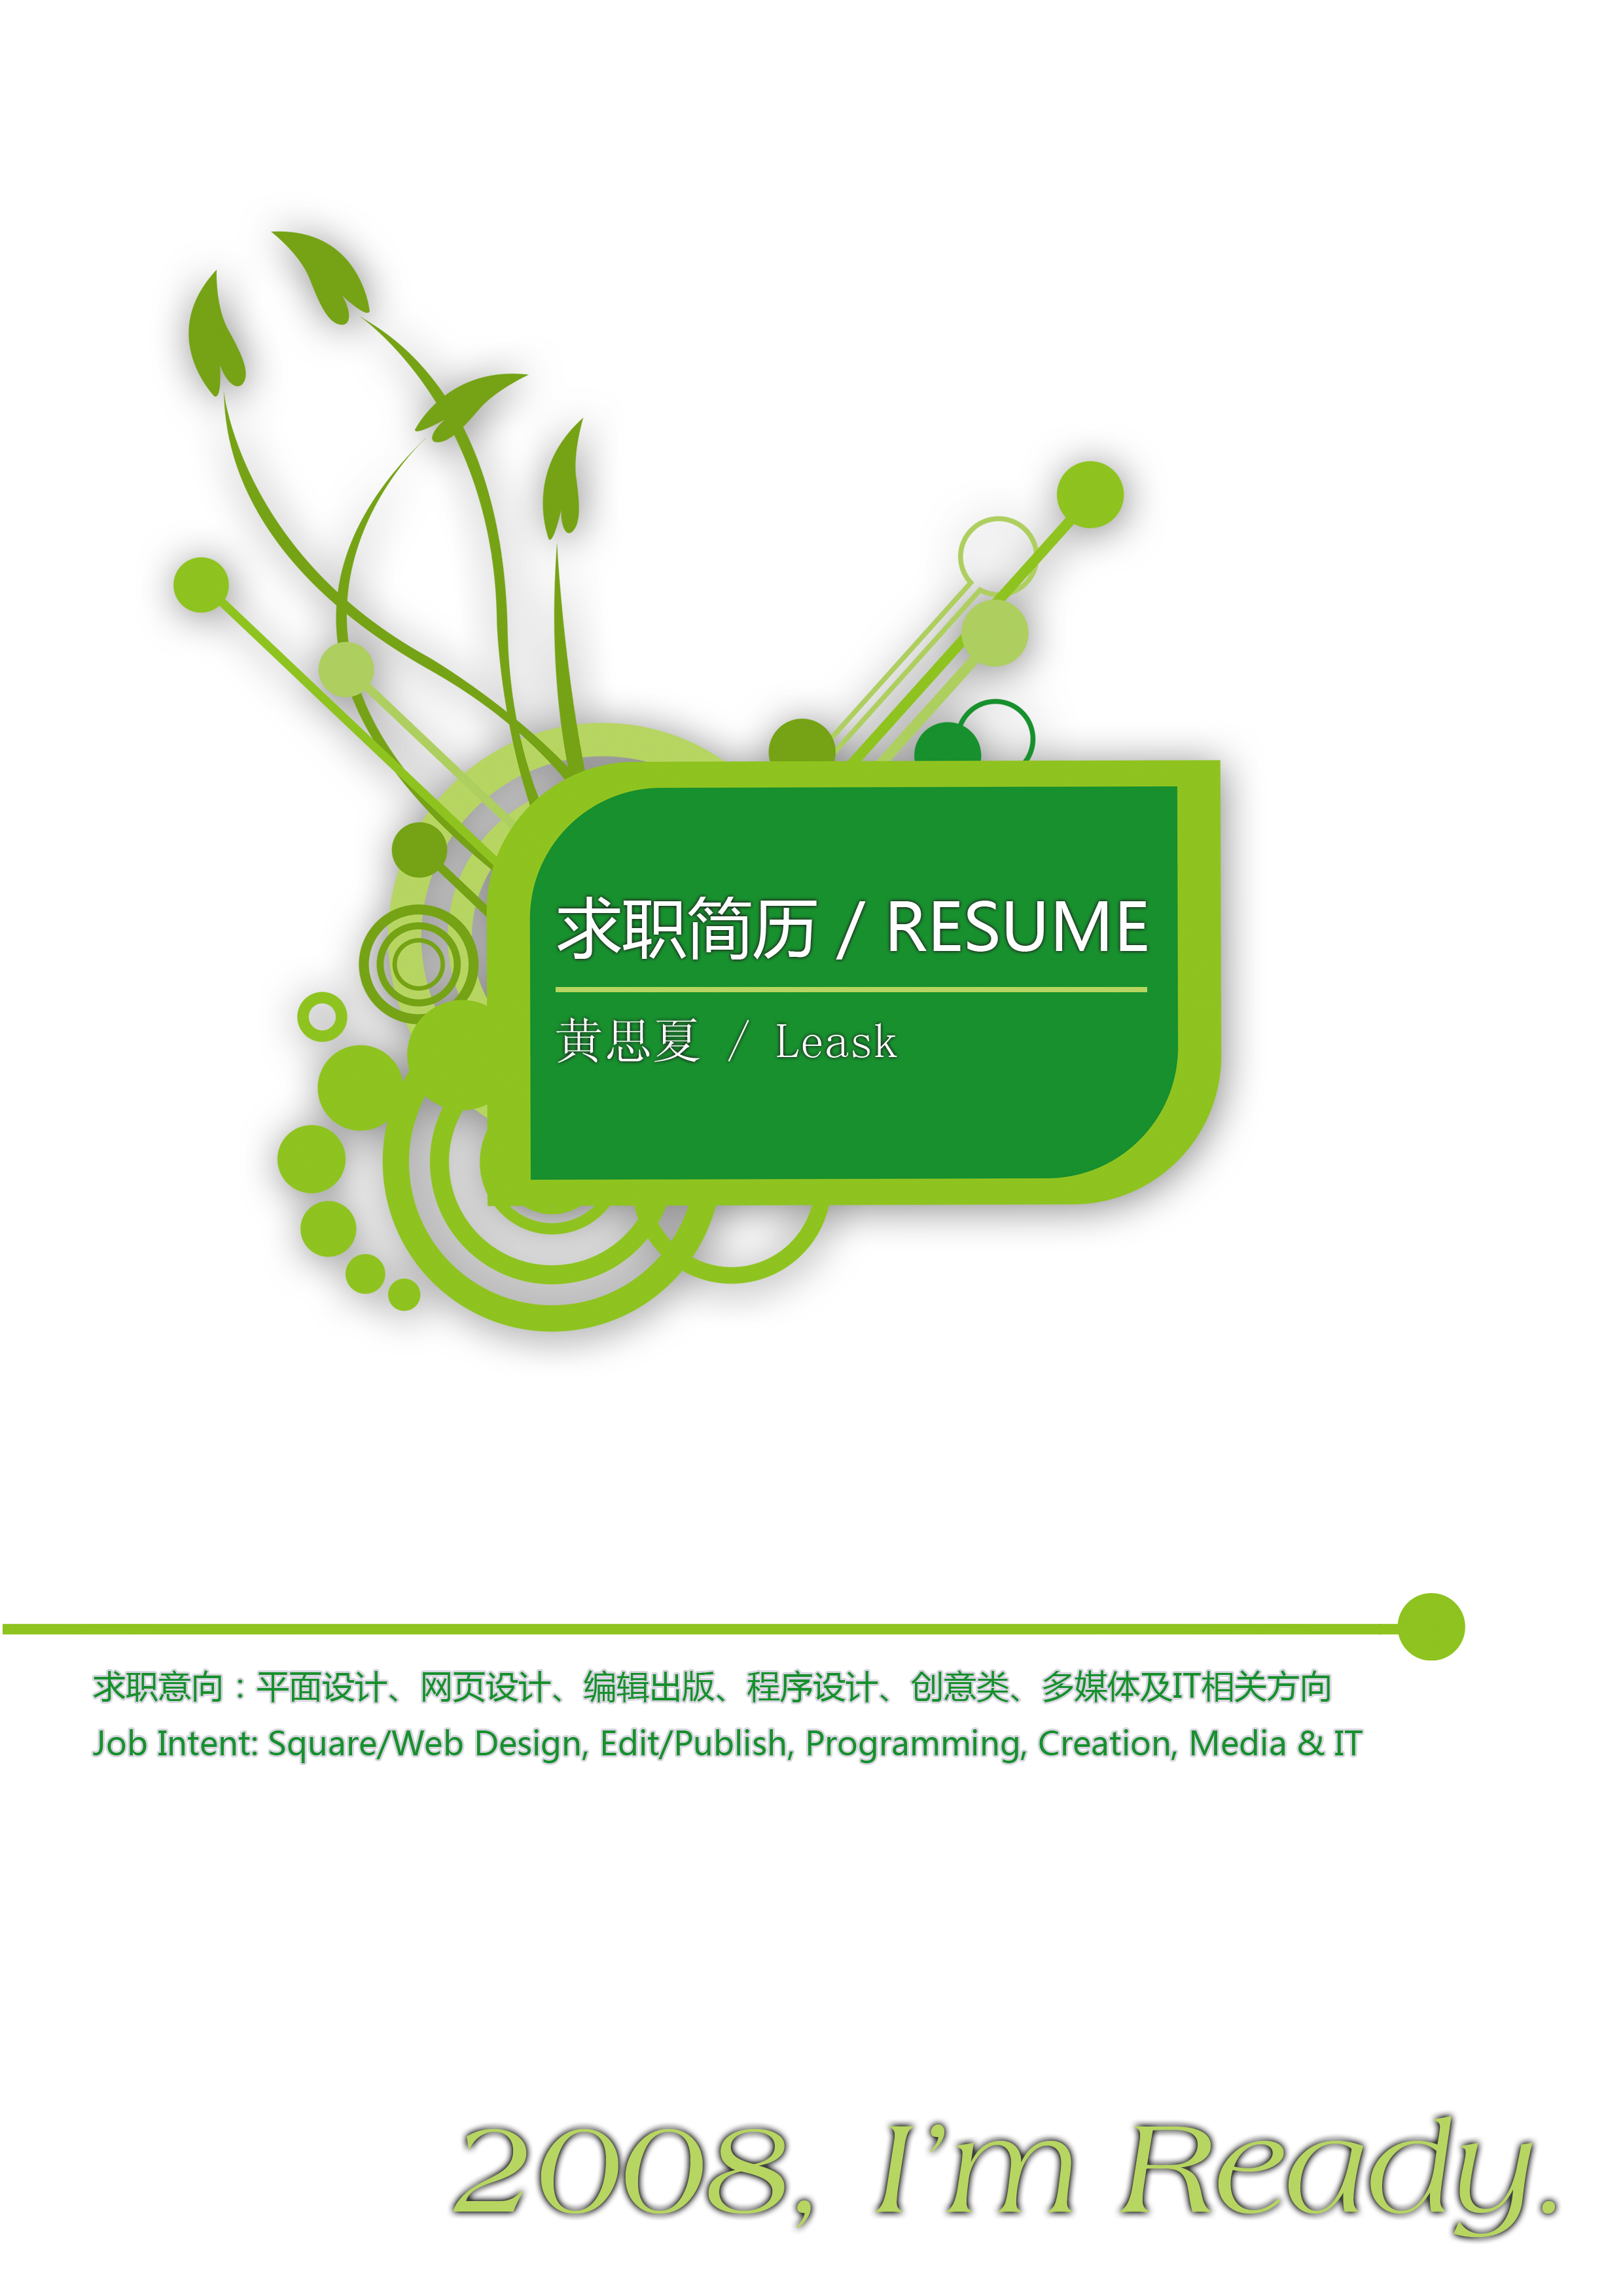 求职简历 / RESUME
黄思夏 / Leask
求职意向：平面设计、网页设计、编辑出版、程序设计、创意类、多媒体及IT相关方向
Job Intent: Square/Web Design, Edit/Publish, Programming, Creation, Media & IT
2008, I’m Ready.